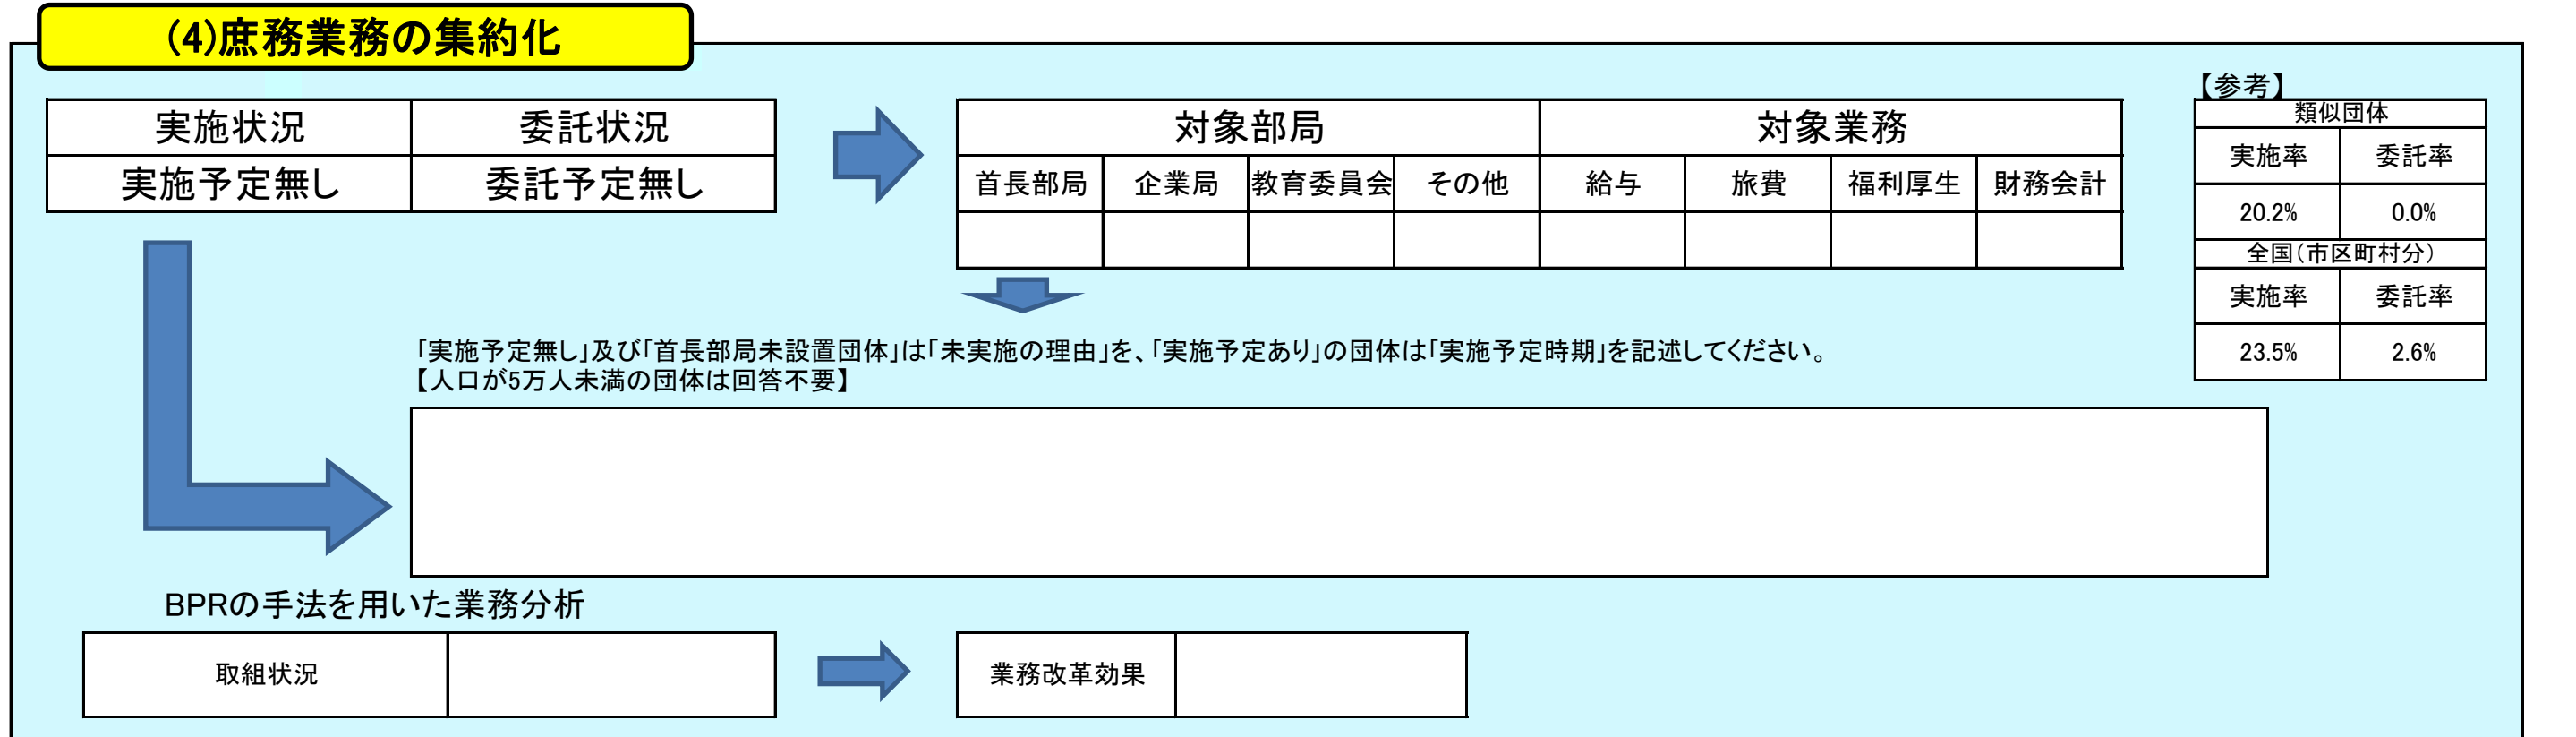 (4)庶務業務の集約化
実施状況 委託状況
実施予定無し 委託予定無し
対象部局 対象業務
首長部局 企業局 教育委員会 その他 給与 旅費 福利厚生 財務会計
【参考】
類似団体
実施率 委託率
20.2% 0.0%
全国(市区町村分)
実施率 委託率
23.5% 2.6%
「実施予定無し」及び「首長部局未設置団体」は「未実施の理由」を、「実施予定あり」の団体は「実施予定時期」を記述してください。
【人口が5万人未満の団体は回答不要】
BPRの手法を用いた業務分析
取組状況
業務改革効果